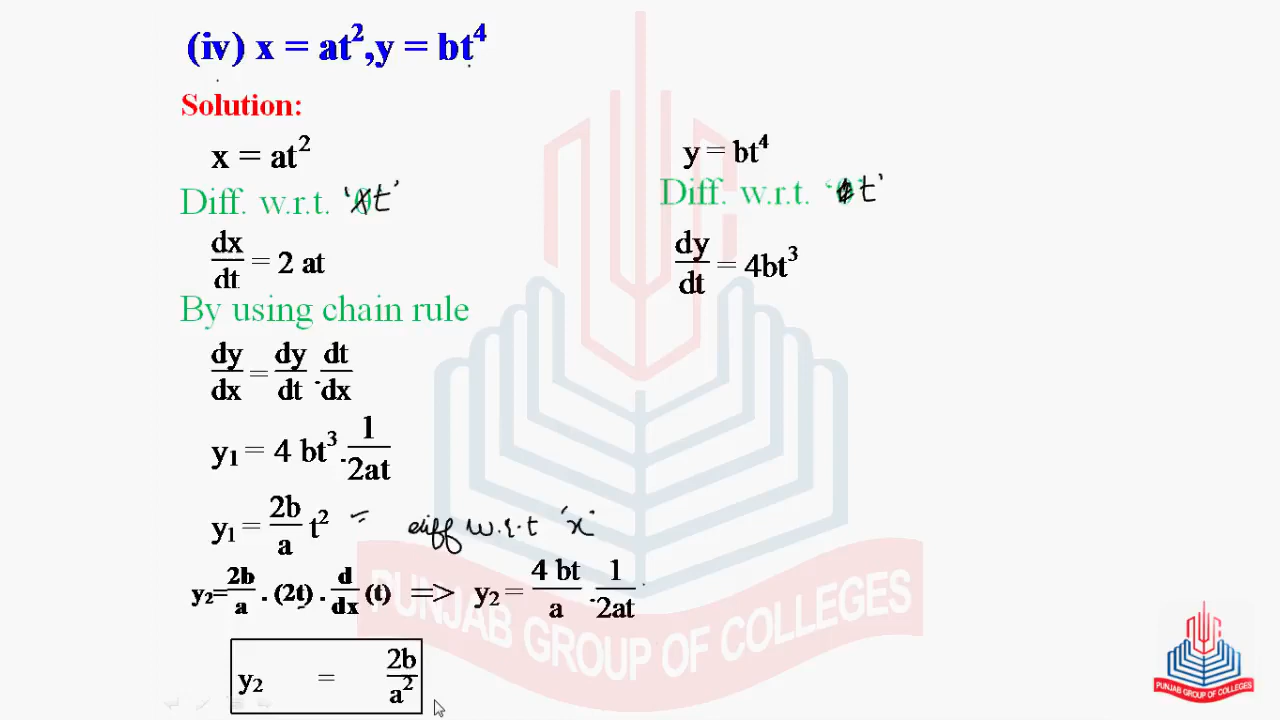 (iv) x = at²,y = bt⁴
Solution:
x = at²
y = bt⁴
Diff. w.r.t. 't'
Diff. w.r.t. 't'
dx/dt = 2 at
dy/dt = 4bt³
By using chain rule
dy/dx = dy/dt . dt/dx
y₁ = 4 bt³ . 1/2at
y₁ = 2b/a t² = diff w.r.t 'x'
y₂= 2b/a . (2t) . d/dx (t) => y₂ = 4 bt/a . 1/2at
y₂ = 2b/a²
PUNJAB GROUP OF COLLEGES
PUNJAB GROUP OF COLLEGES